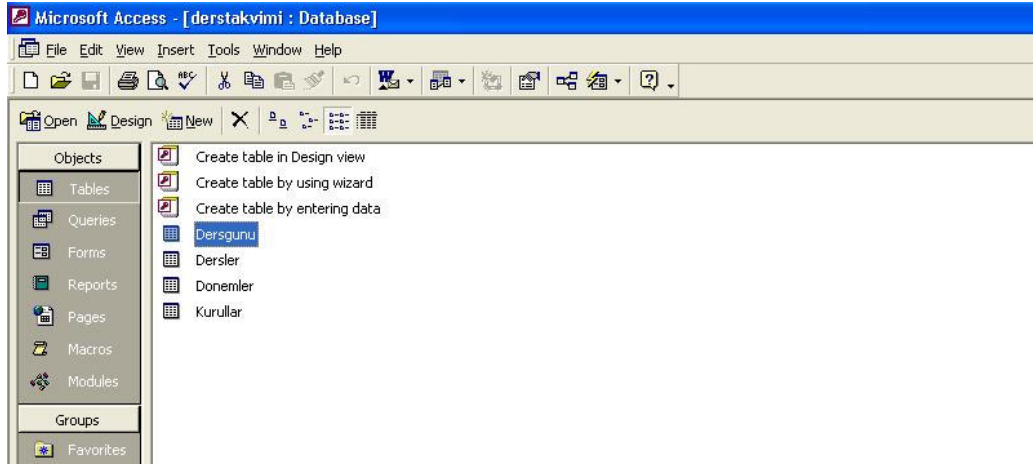 Microsoft Access - [derstakvimi : Database]
File Edit View Insert Tools Window Help
Open Design New
Objects
Tables
Queries
Forms
Reports
Pages
Macros
Modules
Groups
Favorites
Create table in Design view
Create table by using wizard
Create table by entering data
Dersgunu
Dersler
Donemler
Kurullar